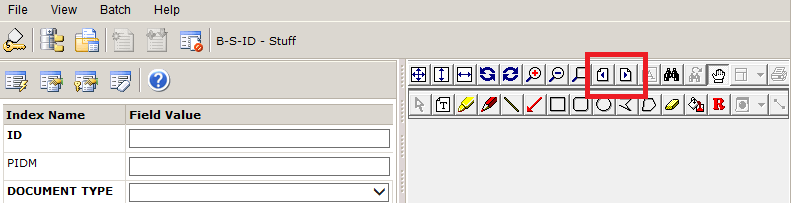 File View Batch Help
B-S-ID - Stuff
Index Name Field Value
ID
PIDM
DOCUMENT TYPE
A
T
R